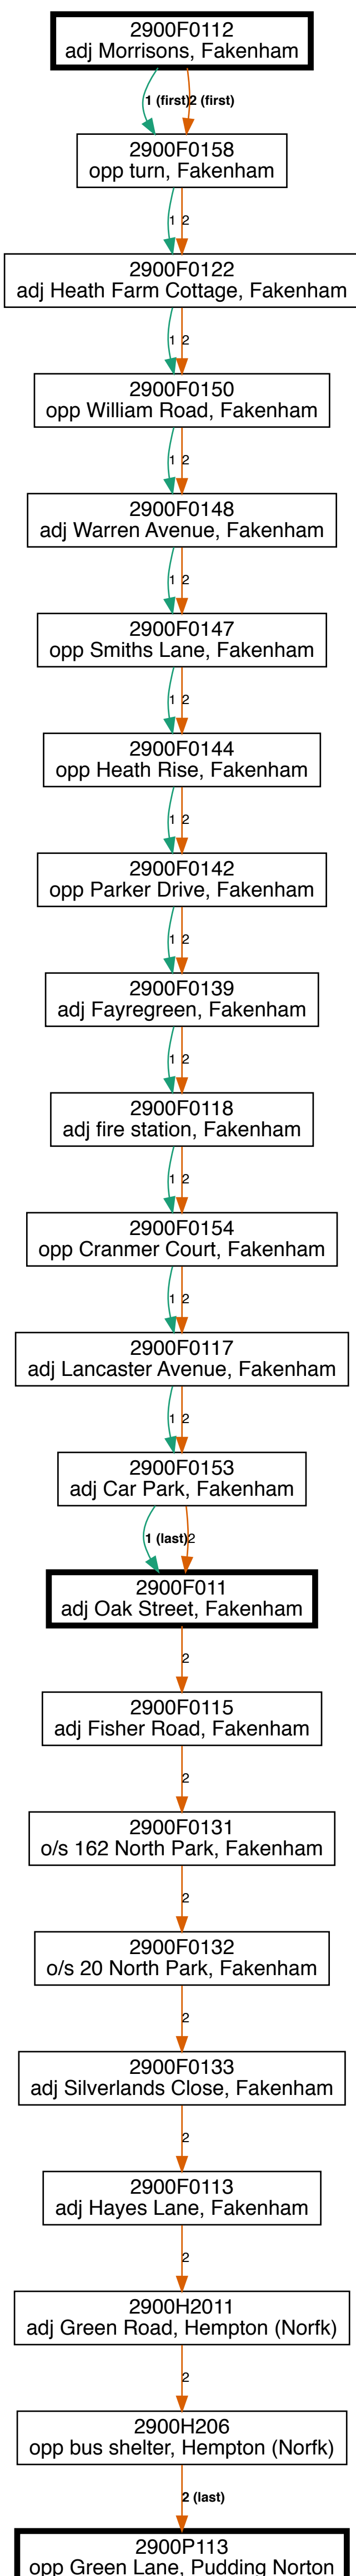 2900F0112
adj Morrisons, Fakenham
1 (first)
2 (first)
2900F0158
opp turn, Fakenham
1
2
2900F0122
adj Heath Farm Cottage, Fakenham
1
2
2900F0150
opp William Road, Fakenham
1
2
2900F0148
adj Warren Avenue, Fakenham
1
2
2900F0147
opp Smiths Lane, Fakenham
1
2
2900F0144
opp Heath Rise, Fakenham
1
2
2900F0142
opp Parker Drive, Fakenham
1
2
2900F0139
adj Fayregreen, Fakenham
1
2
2900F0118
adj fire station, Fakenham
1
2
2900F0154
opp Cranmer Court, Fakenham
1
2
2900F0117
adj Lancaster Avenue, Fakenham
1
2
2900F0153
adj Car Park, Fakenham
1 (last)
2
2900F011
adj Oak Street, Fakenham
2
2900F0115
adj Fisher Road, Fakenham
2
2900F0131
o/s 162 North Park, Fakenham
2
2900F0132
o/s 20 North Park, Fakenham
2
2900F0133
adj Silverlands Close, Fakenham
2
2900F0113
adj Hayes Lane, Fakenham
2
2900H2011
adj Green Road, Hempton (Norfk)
2
2900H206
opp bus shelter, Hempton (Norfk)
2 (last)
2900P113
opp Green Lane, Pudding Norton